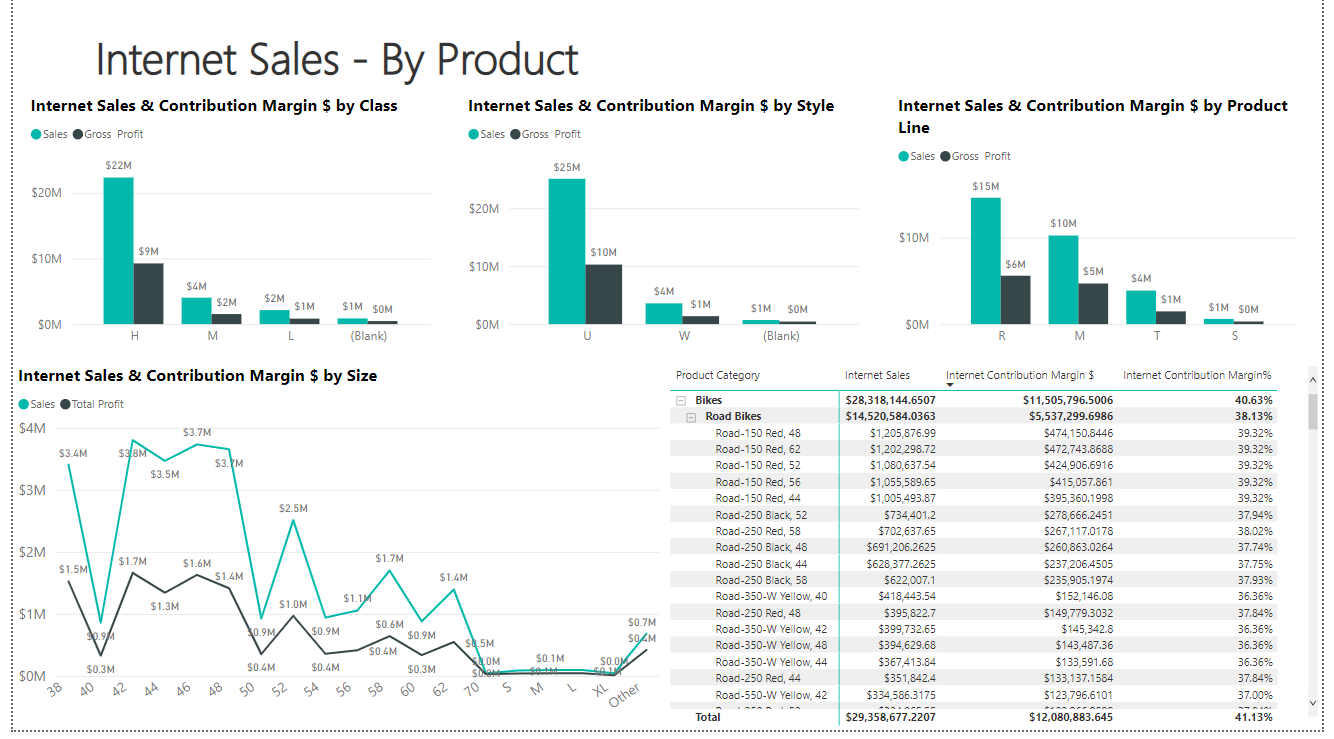 Internet Sales - By Product
Internet Sales & Contribution Margin $ by Class
Sales Gross Profit
$22M
$20M
$9M
$10M
$4M
$2M
$2M
$1M
$1M
$0M
$0M
H M L (Blank)
Internet Sales & Contribution Margin $ by Style
Sales Gross Profit
$25M
$20M
$10M
$10M
$4M
$1M
$1M
$0M
$0M
U W (Blank)
Internet Sales & Contribution Margin $ by Product
Line
Sales Gross Profit
$15M
$10M
$10M
$6M
$5M
$4M
$1M
$1M
$0M
$0M
R M T S
Internet Sales & Contribution Margin $ by Size
Sales Total Profit
$4M
$3M
$2M
$1M
$0M
$3.4M
$3.8M
$3.5M
$3.7M
$3.7M
$2.5M
$1.7M
$1.4M
$1.5M
$0.9M
$0.3M
$1.7M
$1.3M
$1.6M
$1.4M
$0.9M
$0.4M
$1.0M
$0.9M
$0.4M
$1.1M
$0.4M
$0.6M
$0.9M
$0.3M
$0.5M
$0.0M
$0.1M
$0.0M
$0.7M
$0.4M
38 40 42 44 46 48 50 52 54 56 58 60 62 70 S M L XL Other
Product Category Internet Sales Internet Contribution Margin $ Internet Contribution Margin%
Bikes $28,318,144.6507 $11,505,796.5006 40.63%
Road Bikes $14,520,584.0363 $5,537,299.6986 38.13%
Road-150 Red, 48 $1,205,876.99 $474,150.8446 39.32%
Road-150 Red, 62 $1,202,298.72 $472,743.8688 39.32%
Road-150 Red, 52 $1,080,637.54 $424,906.6916 39.32%
Road-150 Red, 56 $1,055,589.65 $415,057.861 39.32%
Road-150 Red, 44 $1,005,493.87 $395,360.1998 39.32%
Road-250 Black, 52 $734,401.2 $278,666.2451 37.94%
Road-250 Red, 58 $702,637.65 $267,117.0178 38.02%
Road-250 Black, 48 $691,206.2625 $260,863.0264 37.74%
Road-250 Black, 44 $628,377.2625 $237,206.4505 37.75%
Road-250 Black, 58 $622,007.1 $235,905.1974 37.93%
Road-350-W Yellow, 40 $418,443.54 $152,146.08 36.36%
Road-250 Red, 48 $395,822.7 $149,779.3032 37.84%
Road-350-W Yellow, 42 $399,732.65 $145,342.8 36.36%
Road-350-W Yellow, 48 $394,629.68 $143,487.36 36.36%
Road-350-W Yellow, 44 $367,413.84 $133,591.68 36.36%
Road-250 Red, 44 $351,842.4 $133,137.1584 37.84%
Road-550-W Yellow, 42 $334,586.3175 $123,796.6101 37.00%
Total $29,358,677.2207 $12,080,883.645 41.13%